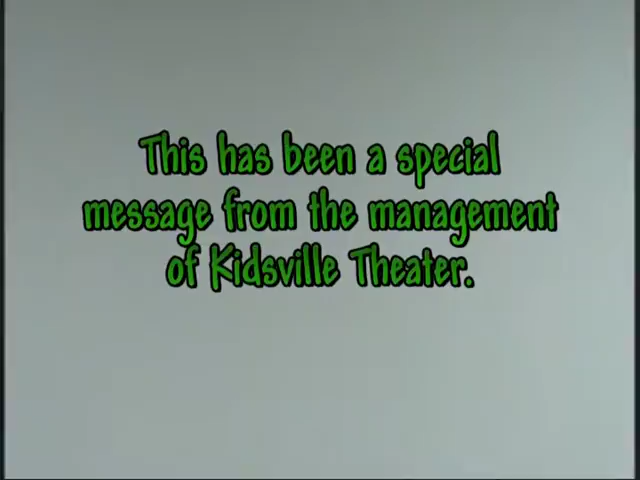 This has been a special
message from the management
of Kidsville Theater.